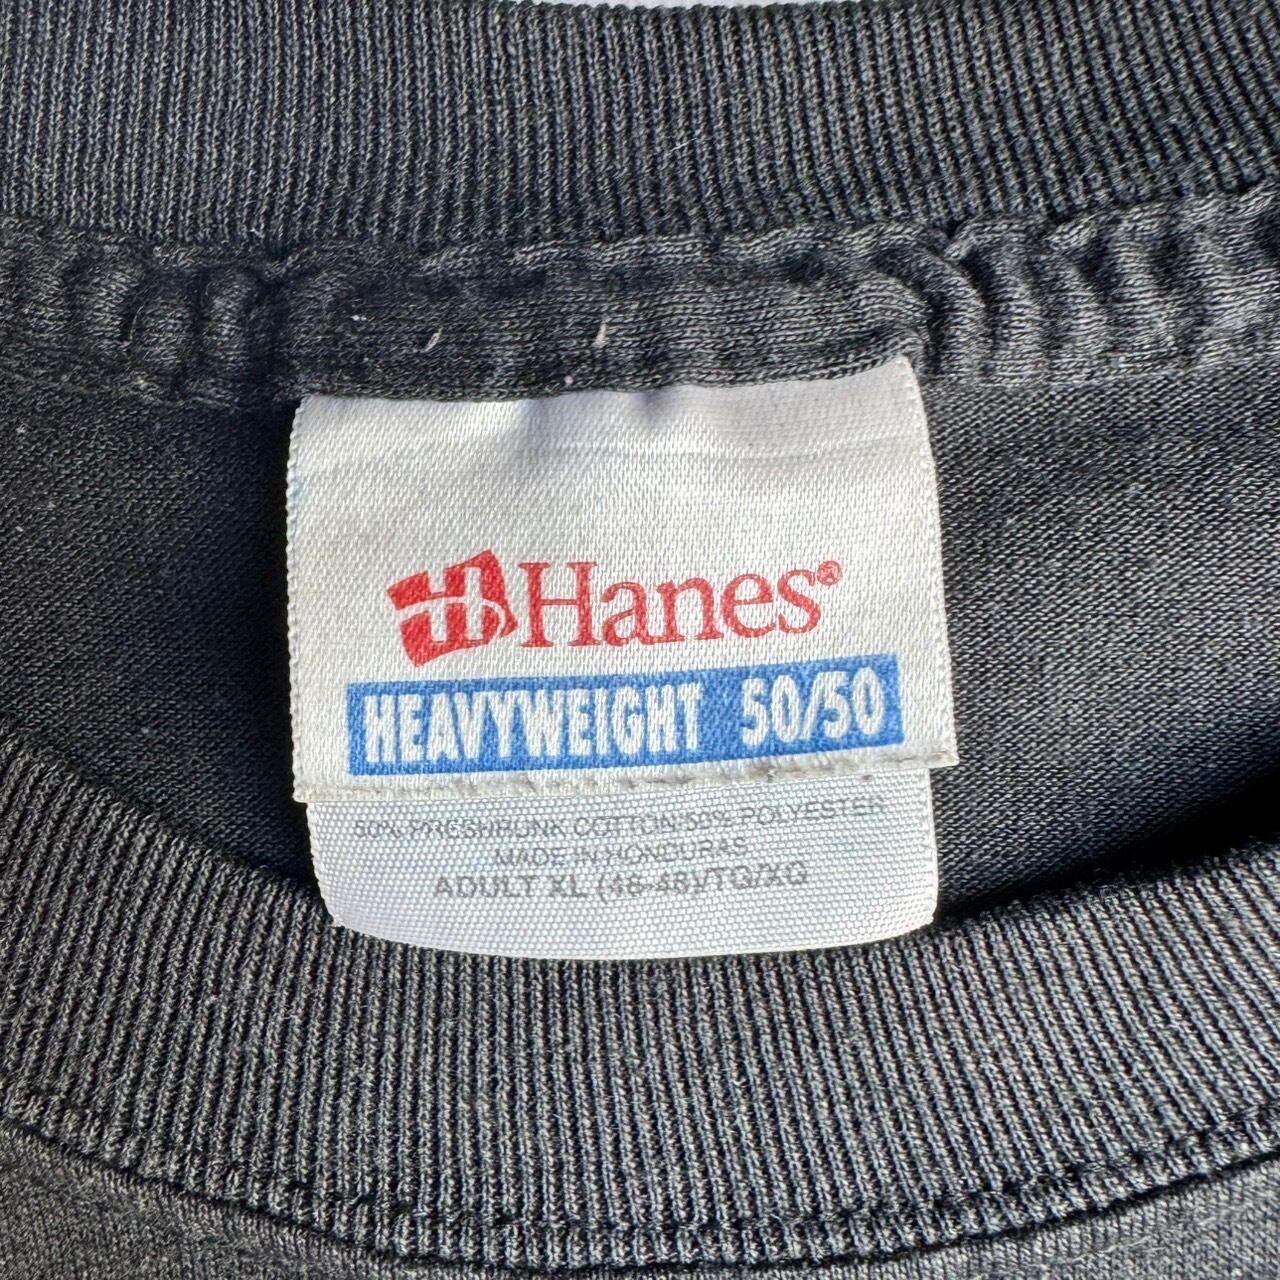 Hanes®
HEAVYWEIGHT 50/50
50% PRESHRUNK COTTON/50% POLYESTER
MADE IN HONDURAS
ADULT XL (46-48)/TG/XG